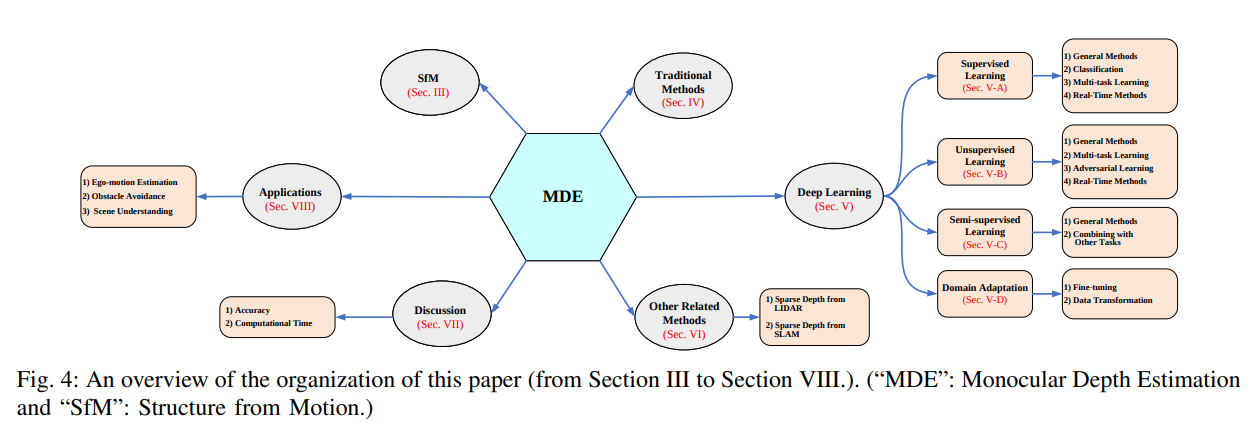 SfM
(Sec. III)
Traditional
Methods
(Sec. IV)
MDE
Applications
(Sec. VIII)
1) Ego-motion Estimation
2) Obstacle Avoidance
3) Scene Understanding
Discussion
(Sec. VII)
1) Accuracy
2) Computational Time
Other Related
Methods
(Sec. VI)
1) Sparse Depth from
LIDAR
2) Sparse Depth from
SLAM
Deep Learning
(Sec. V)
Supervised
Learning
(Sec. V-A)
1) General Methods
2) Classification
3) Multi-task Learning
4) Real-Time Methods
Unsupervised
Learning
(Sec. V-B)
1) General Methods
2) Multi-task Learning
3) Adversarial Learning
4) Real-Time Methods
Semi-supervised
Learning
(Sec. V-C)
1) General Methods
2) Combining with
Other Tasks
Domain Adaptation
(Sec. V-D)
1) Fine-tuning
2) Data Transformation
Fig. 4: An overview of the organization of this paper (from Section III to Section VIII.). (“MDE”: Monocular Depth Estimation
and “SfM”: Structure from Motion.)